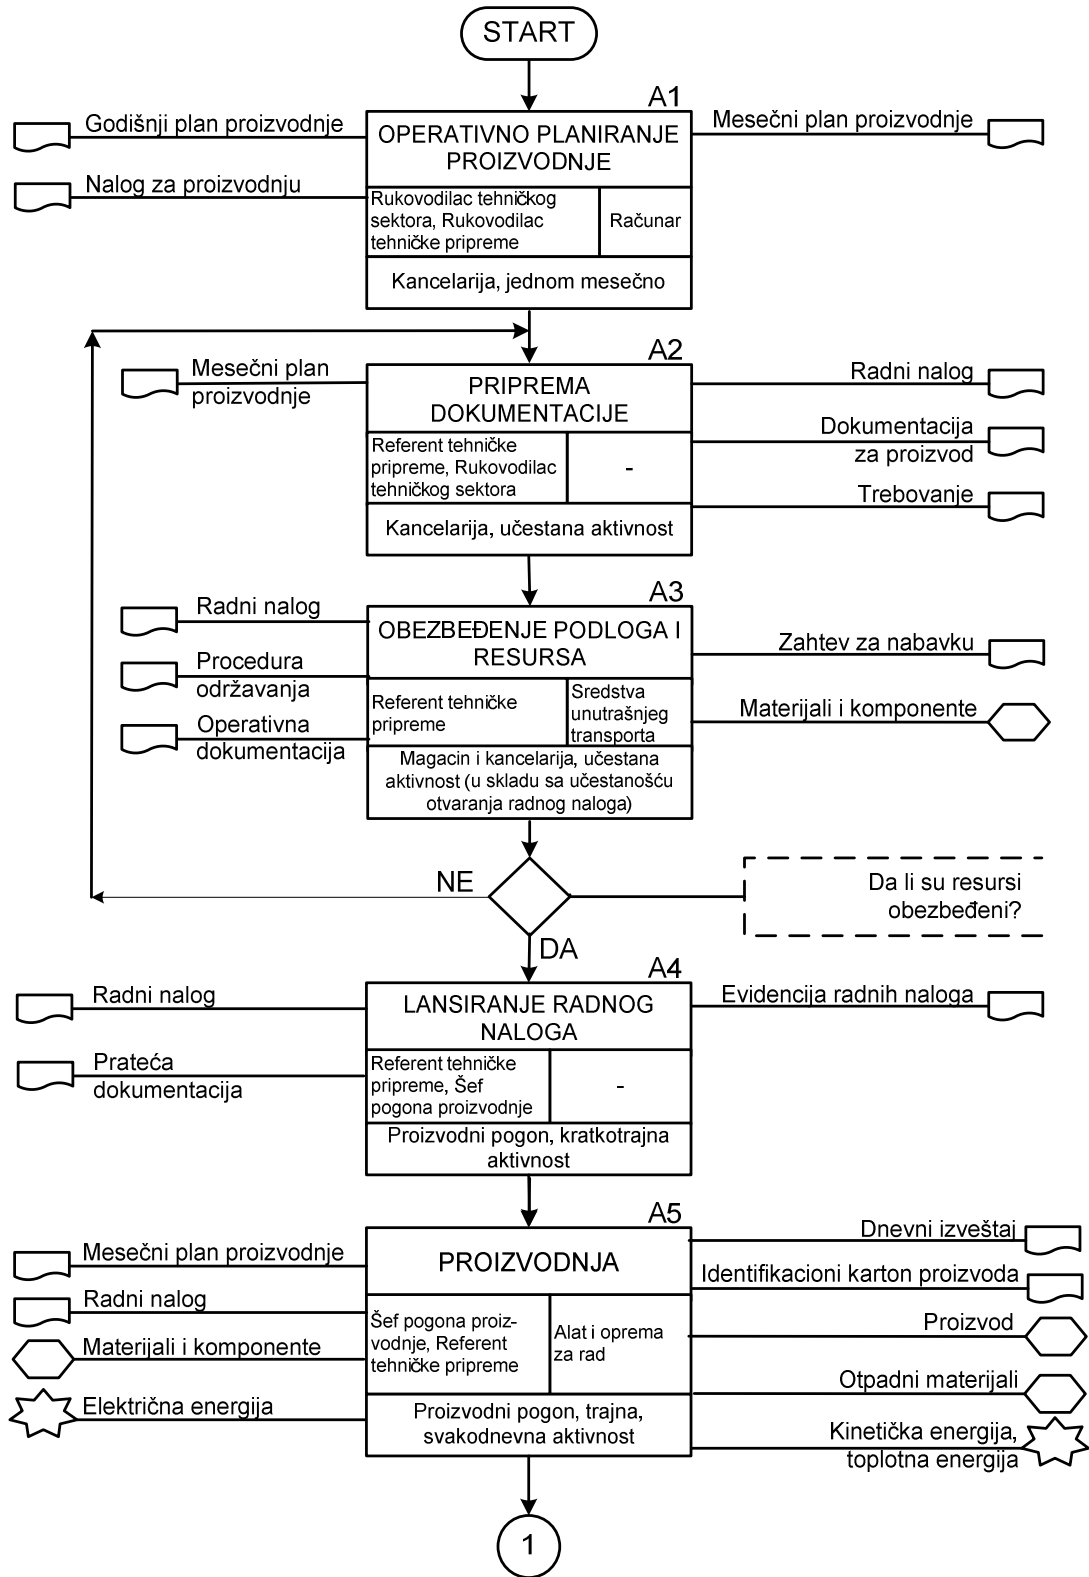 START
A1
Godišnji plan proizvodnje
Nalog za proizvodnju
OPERATIVNO PLANIRANJE
PROIZVODNJE
Rukovodilac tehničkog
sektora, Rukovodilac
tehničke pripreme
Računar
Kancelarija, jednom mesečno
Mesečni plan proizvodnje
A2
Mesečni plan
proizvodnje
PRIPREMA
DOKUMENTACIJE
Referent tehničke
pripreme, Rukovodilac
tehničkog sektora
-
Kancelarija, učestana aktivnost
Radni nalog
Dokumentacija
za proizvod
Trebovanje
A3
Radni nalog
Procedura
održavanja
Operativna
dokumentacija
OBEZBEĐENJE PODLOGA I
RESURSA
Referent tehničke
pripreme
Sredstva
unutrašnjeg
transporta
Magacin i kancelarija, učestana
aktivnost (u skladu sa učestanošću
otvaranja radnog naloga)
Zahtev za nabavku
Materijali i komponente
NE
Da li su resursi
obezbeđeni?
DA
A4
Radni nalog
Prateća
dokumentacija
LANSIRANJE RADNOG
NALOGA
Referent tehničke
pripreme, Šef
pogona proizvodnje
-
Proizvodni pogon, kratkotrajna
aktivnost
Evidencija radnih naloga
A5
Mesečni plan proizvodnje
Radni nalog
Materijali i komponente
Električna energija
PROIZVODNJA
Šef pogona proiz-
vodnje, Referent
tehničke pripreme
Alat i oprema
za rad
Proizvodni pogon, trajna,
svakodnevna aktivnost
Dnevni izveštaj
Identifikacioni karton proizvoda
Proizvod
Otpadni materijali
Kinetička energija,
toplotna energija
1